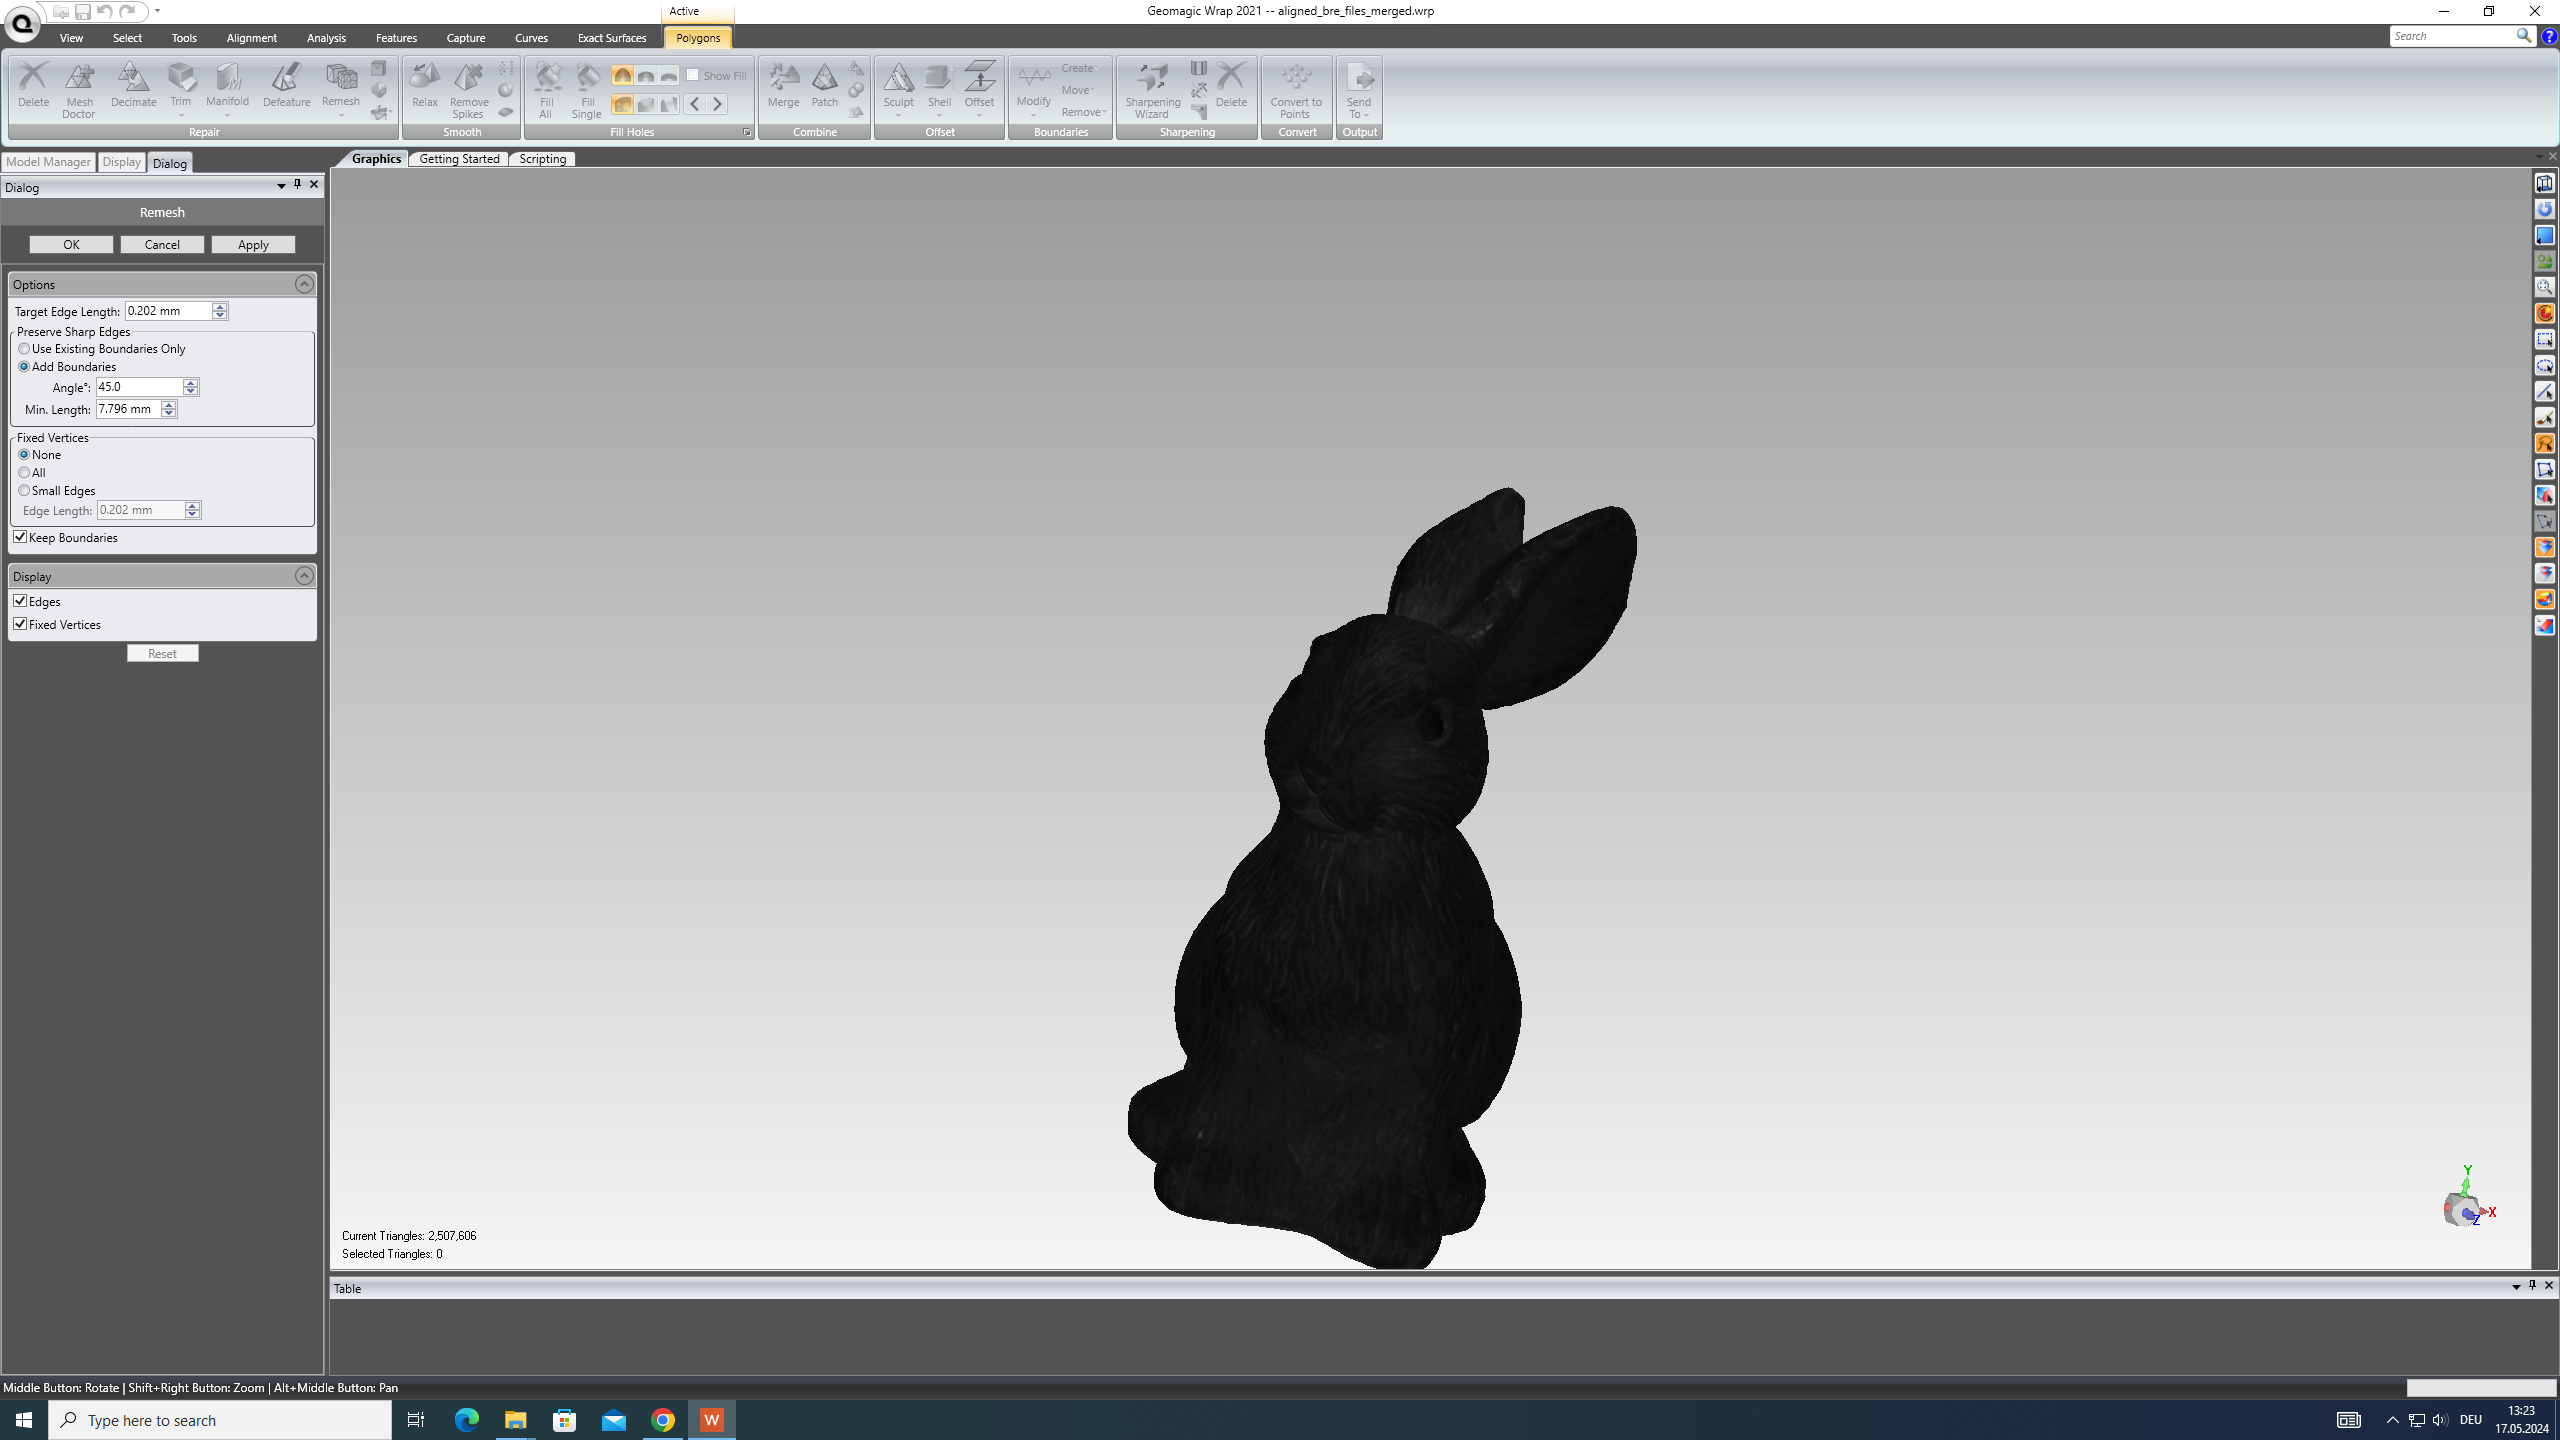 Active
Geomagic Wrap 2021 -- aligned_bre_files_merged.wrp
View Select Tools Alignment Analysis Features Capture Curves Exact Surfaces Polygons
Search
Delete Mesh Doctor Decimate Trim Manifold Defeature Remesh
Repair
Relax Remove Spikes
Smooth
Fill All Fill Single Show Fill
Fill Holes
Merge Patch
Combine
Sculpt Shell Offset
Offset
Modify Create Move Remove
Boundaries
Sharpening Wizard Delete
Sharpening
Convert to Points
Convert
Send To
Output
Model Manager Display Dialog
Graphics Getting Started Scripting
Dialog
Remesh
OK Cancel Apply
Options
Target Edge Length: 0.202 mm
Preserve Sharp Edges
Use Existing Boundaries Only
Add Boundaries
Angle°: 45.0
Min. Length: 7.796 mm
Fixed Vertices
None
All
Small Edges
Edge Length: 0.202 mm
Keep Boundaries
Display
Edges
Fixed Vertices
Reset
Y
X
Z
Current Triangles: 2,507,606
Selected Triangles: 0
Table
Middle Button: Rotate | Shift+Right Button: Zoom | Alt+Middle Button: Pan
Type here to search
W
DEU
13:23
17.05.2024